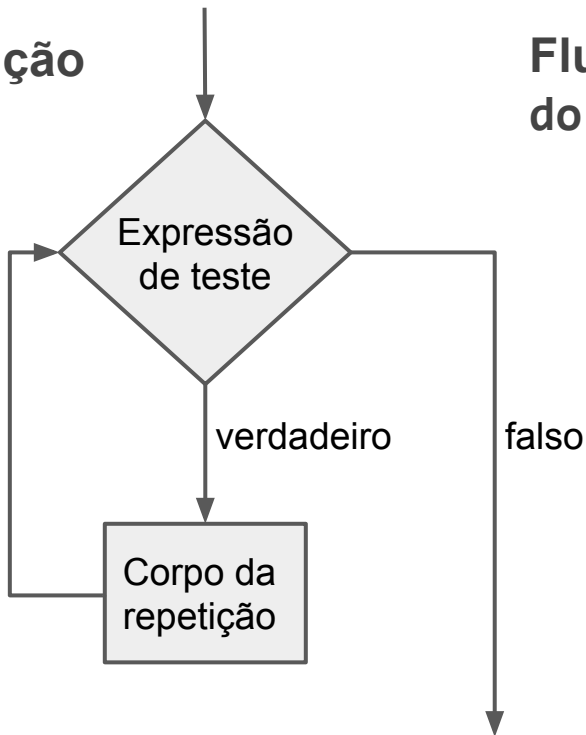 ção
Flu
do
Expressão
de teste
verdadeiro
falso
Corpo da
repetição